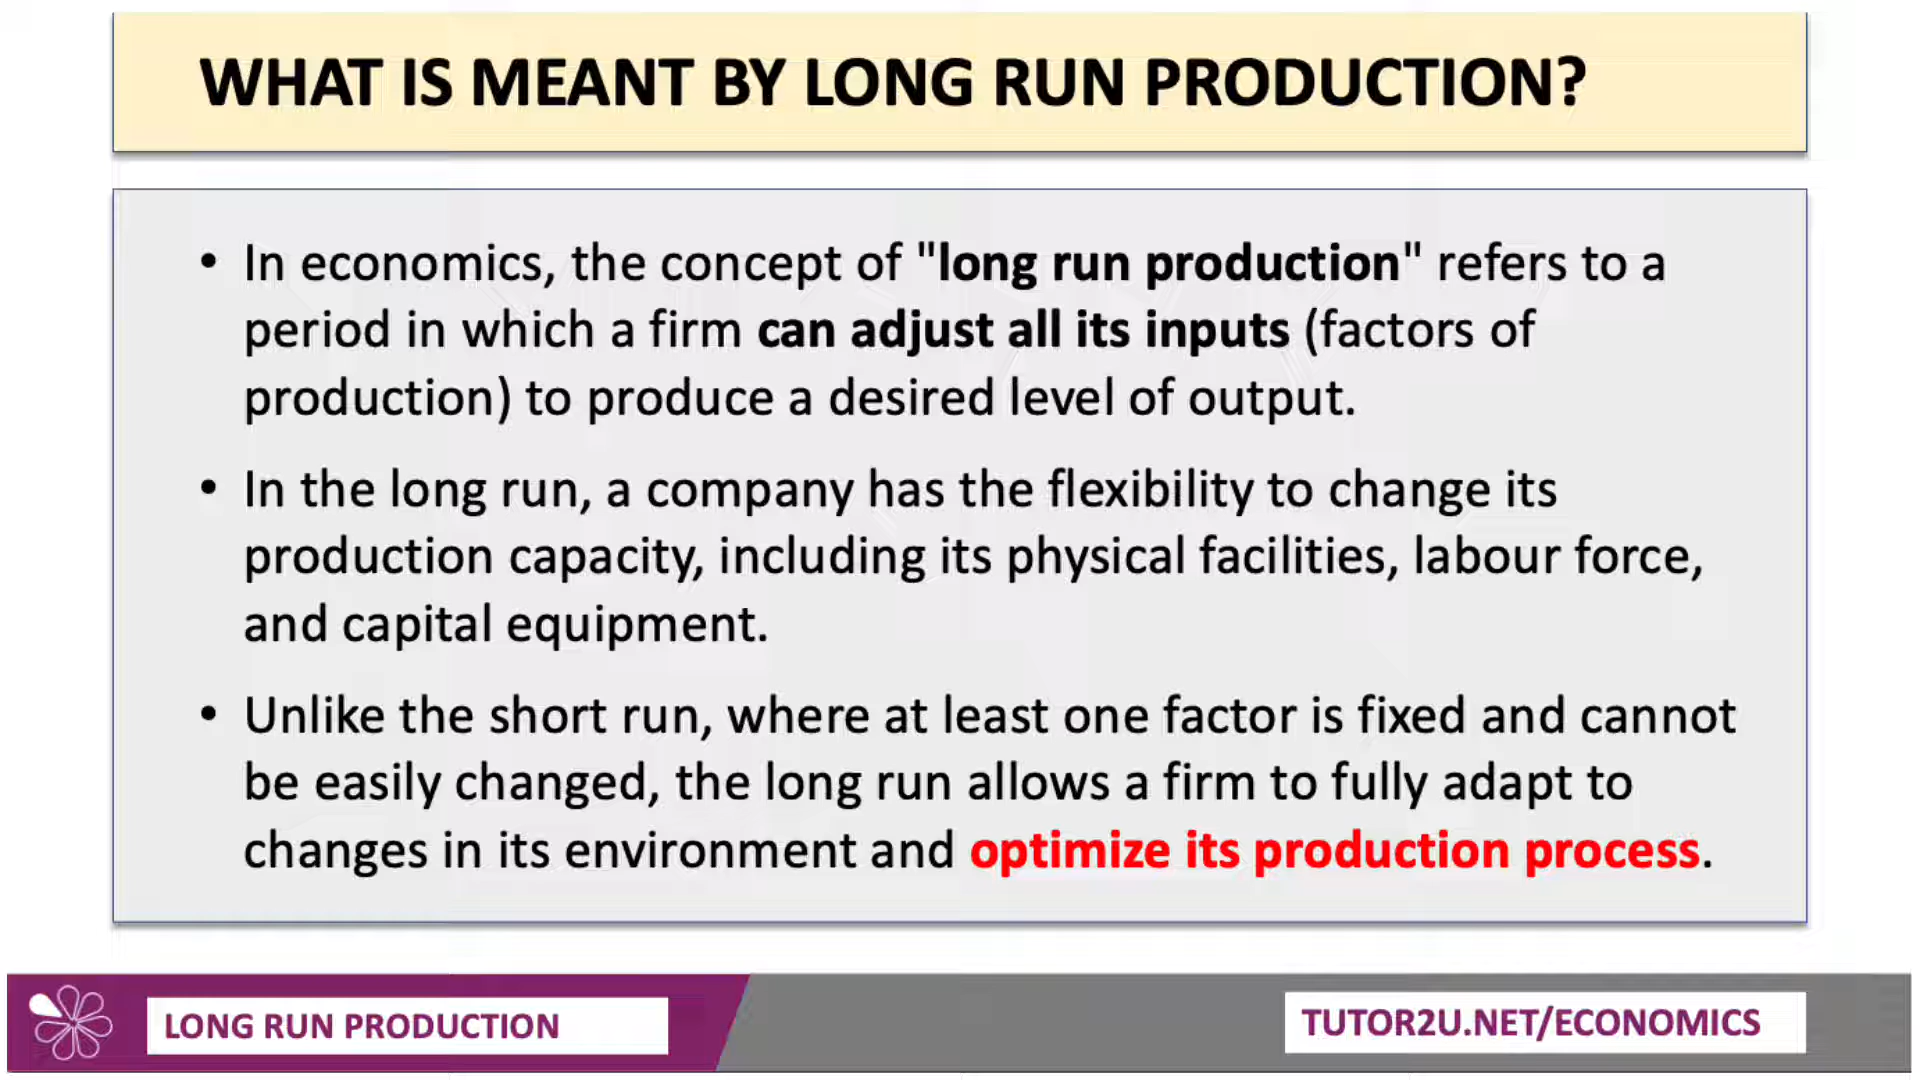 WHAT IS MEANT BY LONG RUN PRODUCTION?
• In economics, the concept of "long run production" refers to a
period in which a firm can adjust all its inputs (factors of
production) to produce a desired level of output.
• In the long run, a company has the flexibility to change its
production capacity, including its physical facilities, labour force,
and capital equipment.
• Unlike the short run, where at least one factor is fixed and cannot
be easily changed, the long run allows a firm to fully adapt to
changes in its environment and optimize its production process.
LONG RUN PRODUCTION
TUTOR2U.NET/ECONOMICS